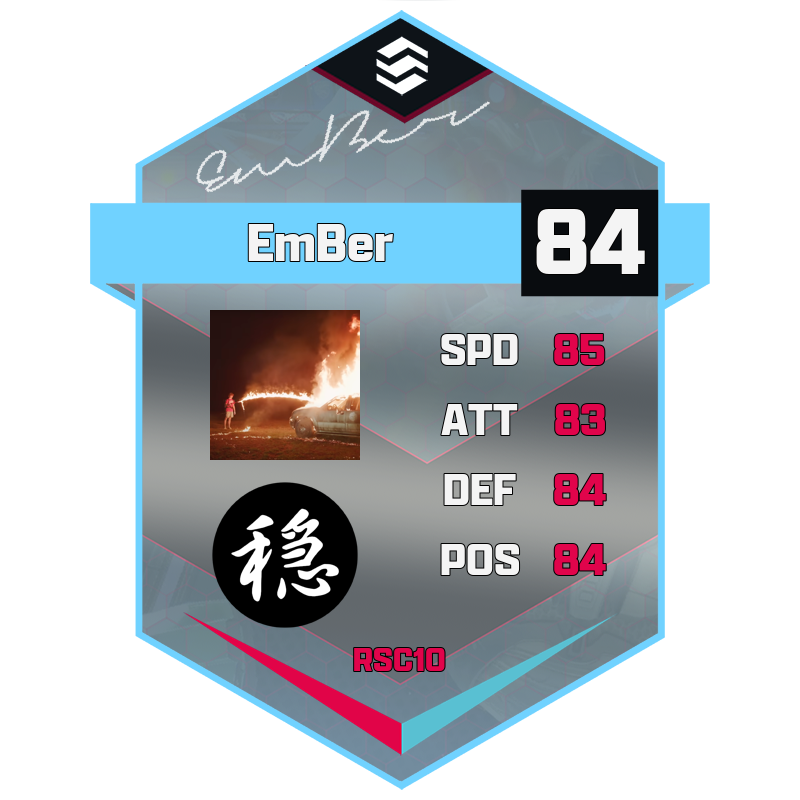 EmBer
EmBer 84
SPD 85
ATT 83
DEF 84
POS 84
稳
RSC10